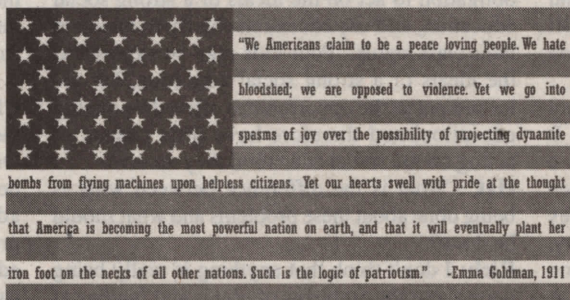 “We Americans claim to be a peace loving people. We hate
bloodshed; we are opposed to violence. Yet we go into
spasms of joy over the possibility of projecting dynamite
bombs from flying machines upon helpless citizens. Yet our hearts swell with pride at the thought
that America is becoming the most powerful nation on earth, and that it will eventually plant her
iron foot on the necks of all other nations. Such is the logic of patriotism.” -Emma Goldman, 1911